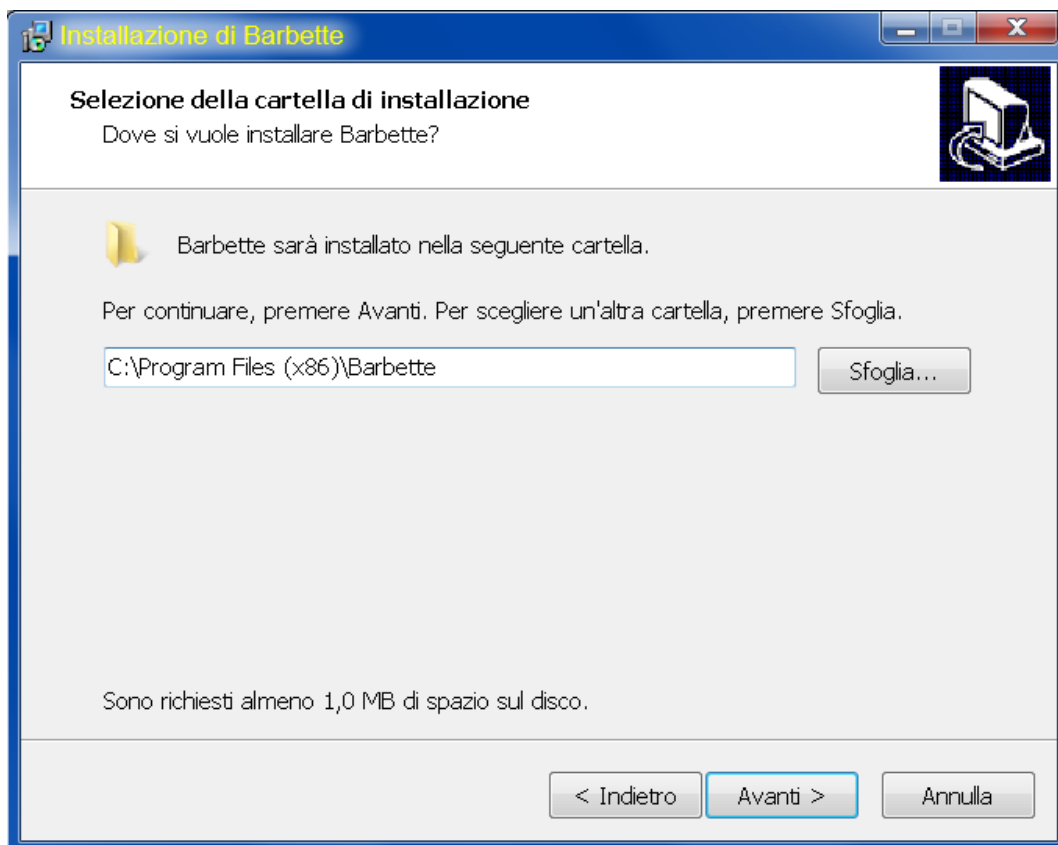 Installazione di Barbette
Selezione della cartella di installazione
Dove si vuole installare Barbette?
Barbette sarà installato nella seguente cartella.
Per continuare, premere Avanti. Per scegliere un'altra cartella, premere Sfoglia.
C:\Program Files (x86)\Barbette
Sfoglia...
Sono richiesti almeno 1,0 MB di spazio sul disco.
< Indietro
Avanti >
Annulla